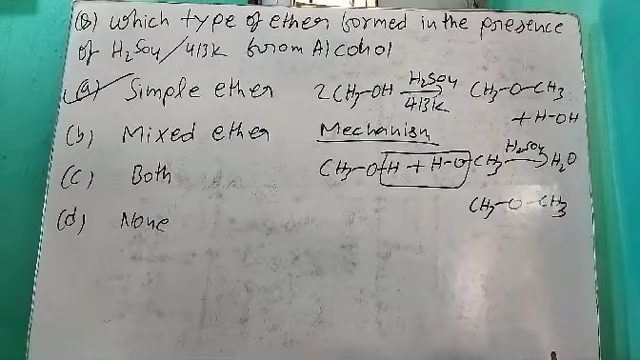 (Q) which type of ether formed in the presence
of H₂SO₄/413K from Alcohol
(a) Simple ether
2CH₃-OH H₂SO₄ → 413K CH₃-O-CH₃
+ H-OH
(b) Mixed ether
Mechanism
(c) Both
CH₃-O-H + H-O-CH₃ H₂SO₄ → H₂O
CH₃-O-CH₃
(d) None